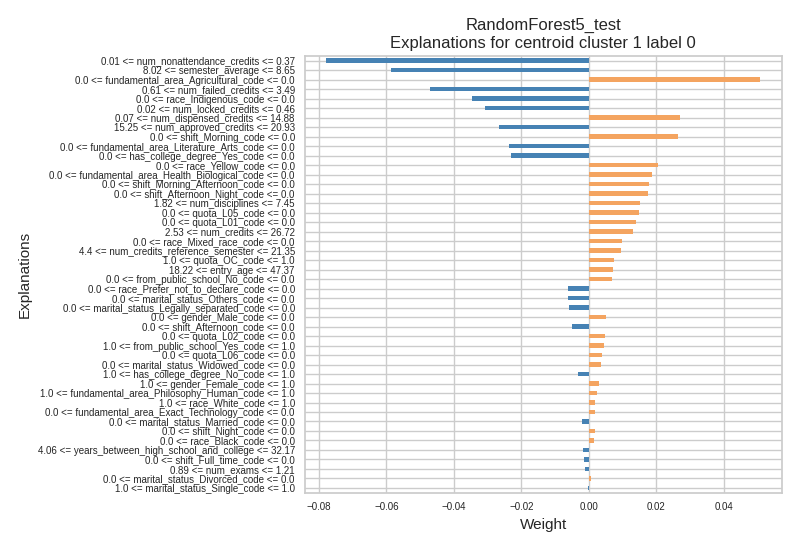 RandomForest5_test
Explanations for centroid cluster 1 label 0
Explanations
0.01 <= num_nonattendance_credits <= 0.37
8.02 <= semester_average <= 8.65
0.0 <= fundamental_area_Agricultural_code <= 0.0
0.61 <= num_failed_credits <= 3.49
0.0 <= race_Indigenous_code <= 0.0
0.02 <= num_locked_credits <= 0.46
0.07 <= num_dispensed_credits <= 14.88
15.25 <= num_approved_credits <= 20.93
0.0 <= shift_Morning_code <= 0.0
0.0 <= fundamental_area_Literature_Arts_code <= 0.0
0.0 <= has_college_degree_Yes_code <= 0.0
0.0 <= race_Yellow_code <= 0.0
0.0 <= fundamental_area_Health_Biological_code <= 0.0
0.0 <= shift_Morning_Afternoon_code <= 0.0
0.0 <= shift_Afternoon_Night_code <= 0.0
1.82 <= num_disciplines <= 7.45
0.0 <= quota_L05_code <= 0.0
0.0 <= quota_L01_code <= 0.0
2.53 <= num_credits <= 26.72
0.0 <= race_Mixed_race_code <= 0.0
4.4 <= num_credits_reference_semester <= 21.35
1.0 <= quota_OC_code <= 1.0
18.22 <= entry_age <= 47.37
0.0 <= from_public_school_No_code <= 0.0
0.0 <= race_Prefer_not_to_declare_code <= 0.0
0.0 <= marital_status_Others_code <= 0.0
0.0 <= marital_status_Legally_separated_code <= 0.0
0.0 <= gender_Male_code <= 0.0
0.0 <= shift_Afternoon_code <= 0.0
0.0 <= quota_L02_code <= 0.0
1.0 <= from_public_school_Yes_code <= 1.0
0.0 <= quota_L06_code <= 0.0
0.0 <= marital_status_Widowed_code <= 0.0
1.0 <= has_college_degree_No_code <= 1.0
1.0 <= gender_Female_code <= 1.0
1.0 <= fundamental_area_Philosophy_Human_code <= 1.0
1.0 <= race_White_code <= 1.0
0.0 <= fundamental_area_Exact_Technology_code <= 0.0
0.0 <= marital_status_Married_code <= 0.0
0.0 <= shift_Night_code <= 0.0
0.0 <= race_Black_code <= 0.0
4.06 <= years_between_high_school_and_college <= 32.17
0.0 <= shift_Full_time_code <= 0.0
0.89 <= num_exams <= 1.21
0.0 <= marital_status_Divorced_code <= 0.0
1.0 <= marital_status_Single_code <= 1.0
−0.08 −0.06 −0.04 −0.02 0.00 0.02 0.04
Weight